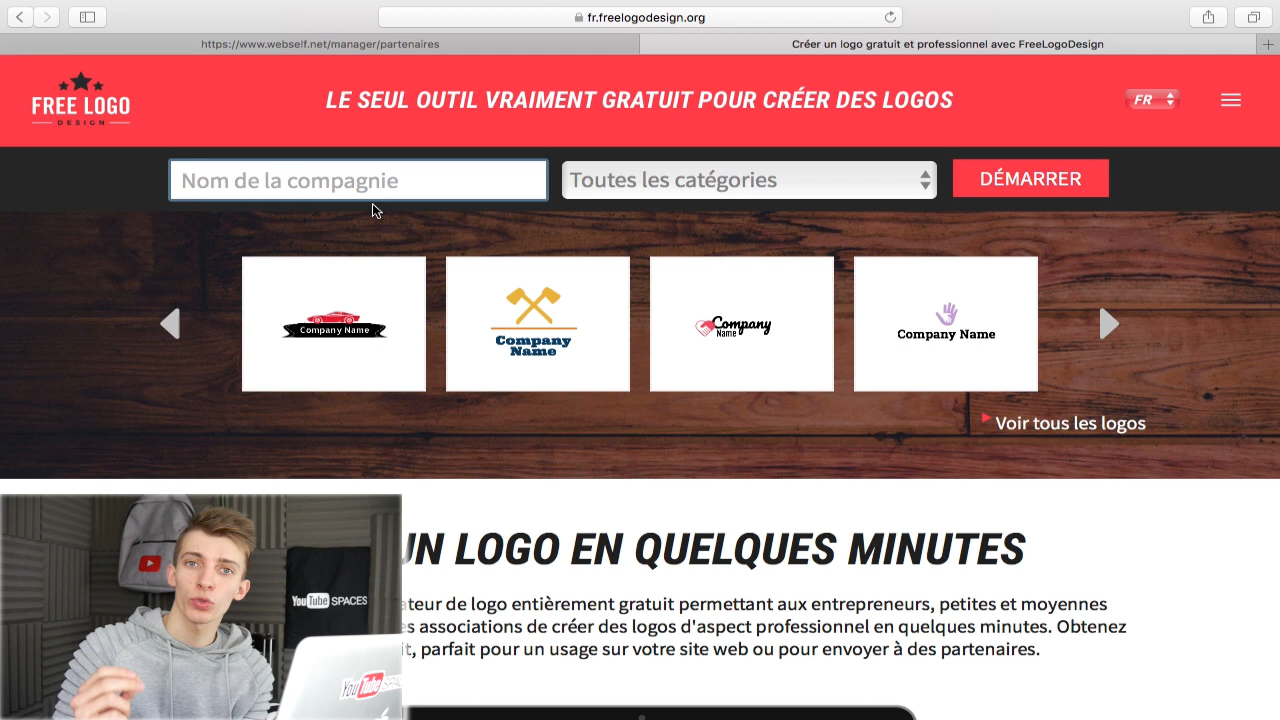 fr.freelogodesign.org
https://www.webself.net/manager/partenaires
Créer un logo gratuit et professionnel avec FreeLogoDesign
FREE LOGO
DESIGN
LE SEUL OUTIL VRAIMENT GRATUIT POUR CRÉER DES LOGOS
FR
Nom de la compagnie
Toutes les catégories
DÉMARRER
Company Name
Company
Name
Company
Name
Company Name
Voir tous les logos
UN LOGO EN QUELQUES MINUTES
ateur de logo entièrement gratuit permettant aux entrepreneurs, petites et moyennes
es associations de créer des logos d'aspect professionnel en quelques minutes. Obtenez
it, parfait pour un usage sur votre site web ou pour envoyer à des partenaires.
YouTube SPACES
YouTube